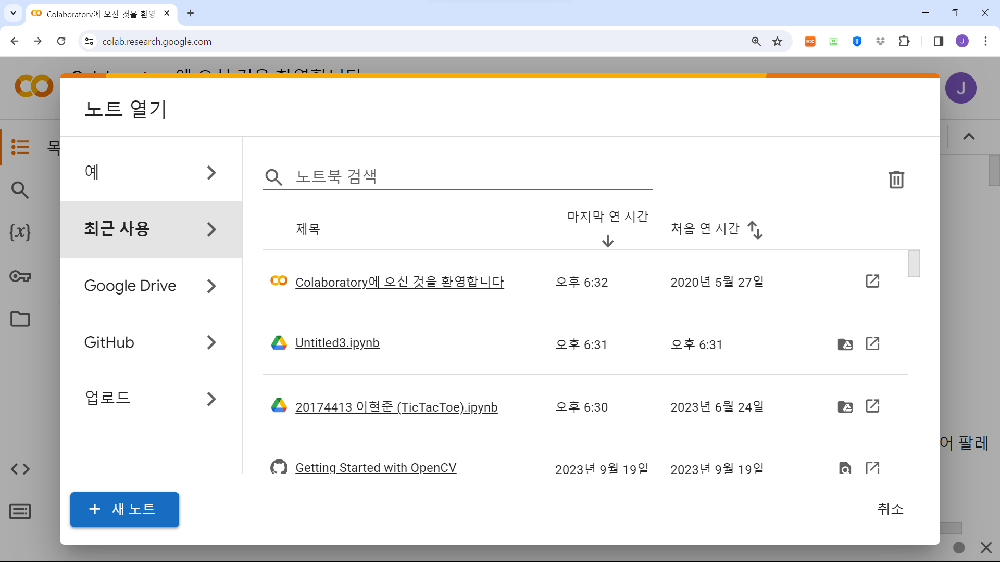 Colaboratory에 오신 것을 환영
colab.research.google.com
EX
J
J
노트 열기
목
예
최근 사용
Google Drive
GitHub
업로드
노트북 검색
제목
마지막 연 시간
처음 연 시간
Colaboratory에 오신 것을 환영합니다 오후 6:32 2020년 5월 27일
Untitled3.ipynb 오후 6:31 오후 6:31
20174413 이현준 (TicTacToe).ipynb 오후 6:30 2023년 6월 24일
Getting Started with OpenCV 2023년 9월 19일 2023년 9월 19일
{x}
어 팔레
+ 새 노트
취소